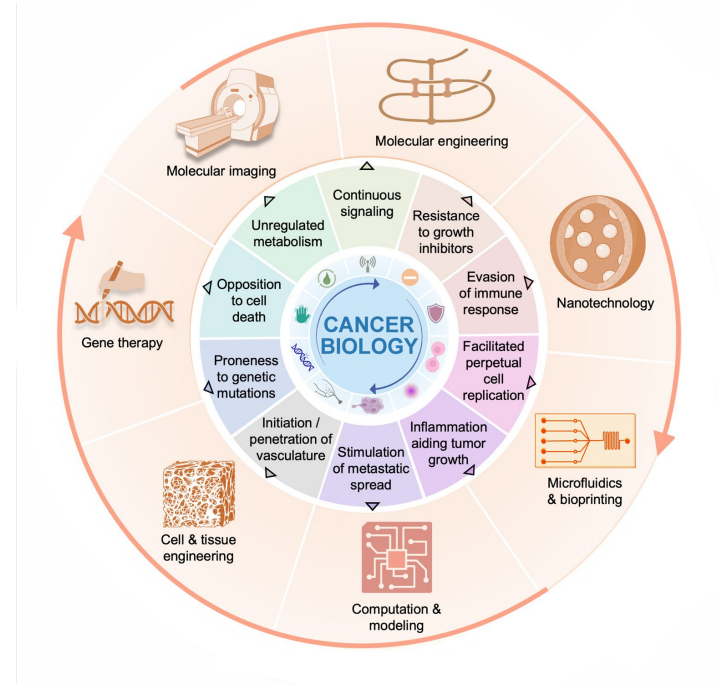 Molecular engineering
Molecular imaging
Continuous
signaling
Resistance
to growth
inhibitors
Unregulated
metabolism
Evasion
of immune
response
Nanotechnology
Opposition
to cell
death
CANCER
BIOLOGY
Gene therapy
Facilitated
perpetual
cell
replication
Proneness
to genetic
mutations
Initiation /
penetration of
vasculature
Stimulation
of metastatic
spread
Inflammation
aiding tumor
growth
Microfluidics
& bioprinting
Cell & tissue
engineering
Computation &
modeling